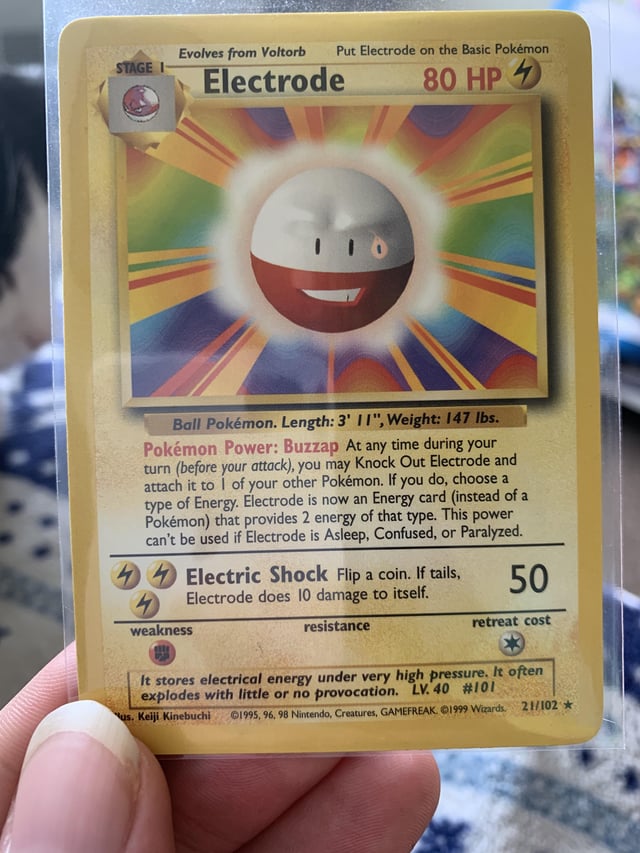 Evolves from Voltorb Put Electrode on the Basic Pokémon
STAGE 1
Electrode 80 HP
Ball Pokémon. Length: 3' 11", Weight: 147 lbs.
Pokémon Power: Buzzap At any time during your
turn (before your attack), you may Knock Out Electrode and
attach it to 1 of your other Pokémon. If you do, choose a
type of Energy. Electrode is now an Energy card (instead of a
Pokémon) that provides 2 energy of that type. This power
can't be used if Electrode is Asleep, Confused, or Paralyzed.
Electric Shock Flip a coin. If tails, 50
Electrode does 10 damage to itself.
weakness resistance retreat cost
It stores electrical energy under very high pressure. It often
explodes with little or no provocation. LV. 40 #101
lus. Keiji Kinebuchi ©1995, 96, 98 Nintendo, Creatures, GAMEFREAK. ©1999 Wizards. 21/102 ★